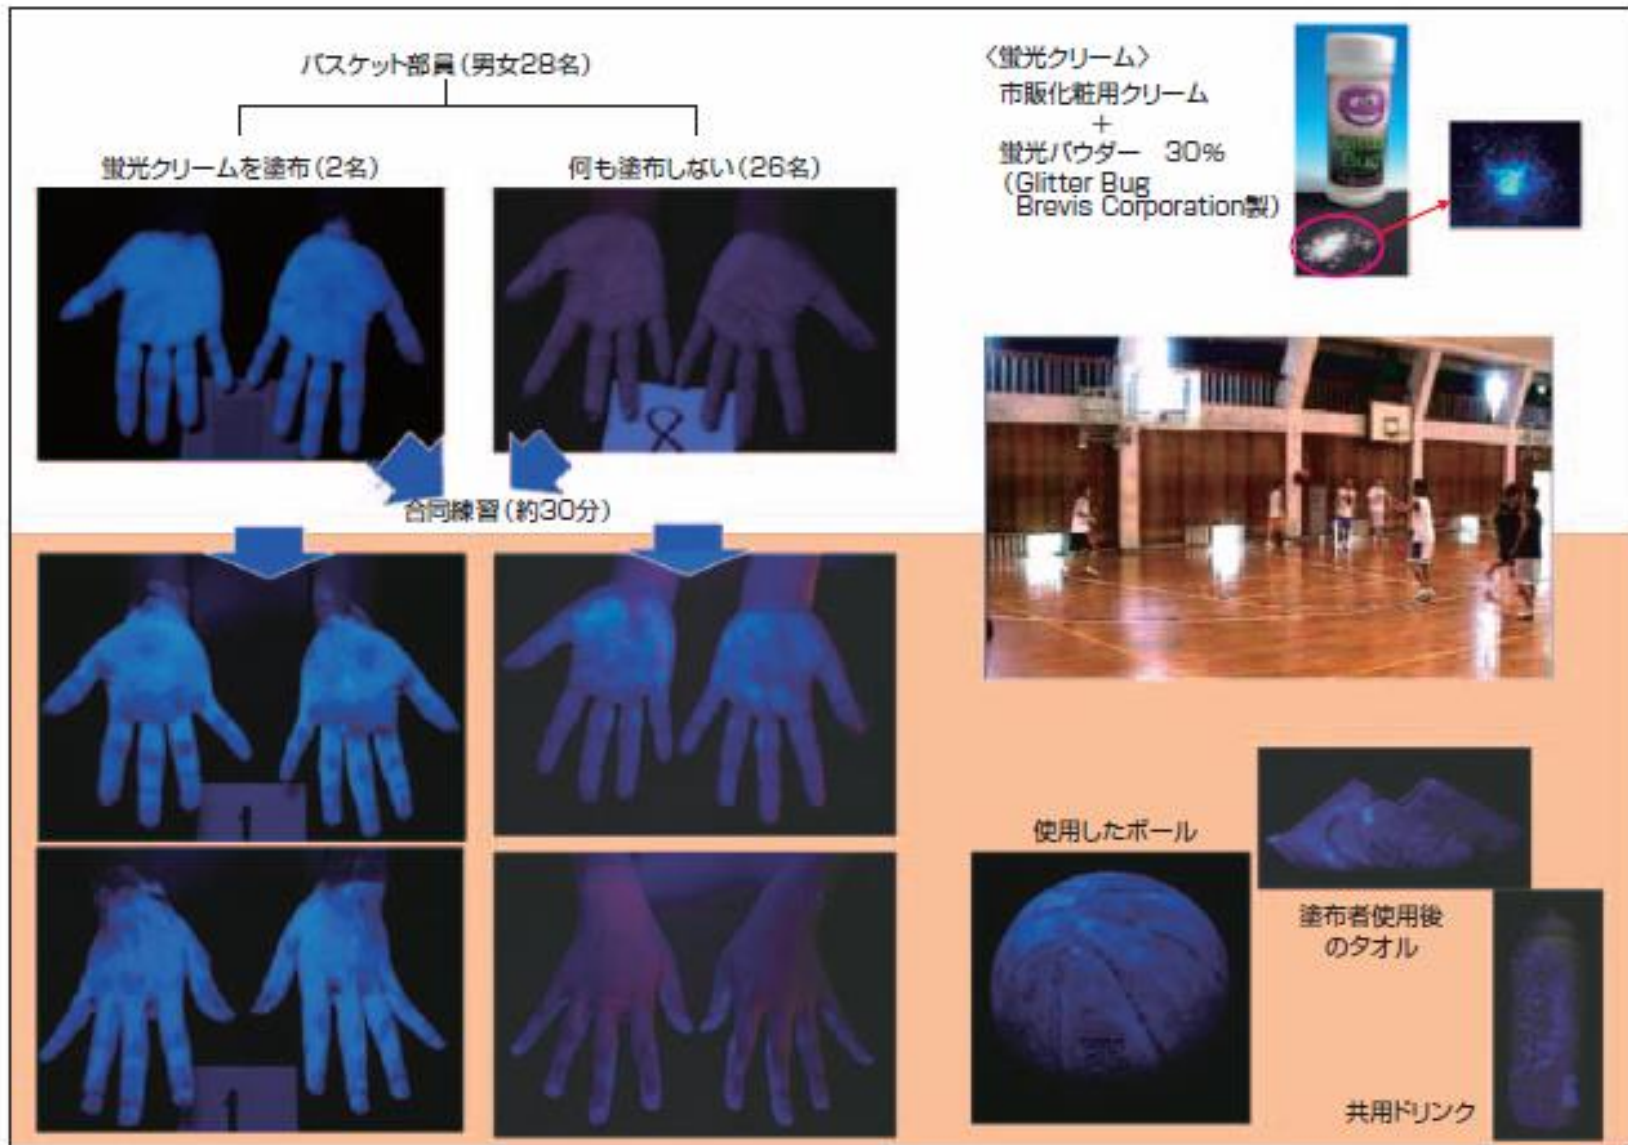 バスケット部員(男女28名)
蛍光クリームを塗布(2名)
何も塗布しない(26名)
8
合同練習(約30分)
1
1
〈蛍光クリーム〉
市販化粧用クリーム
+
蛍光パウダー 30%
(Glitter Bug
Brevis Corporation製)
Glitter
Bug
使用したボール
塗布者使用後
のタオル
共用ドリンク